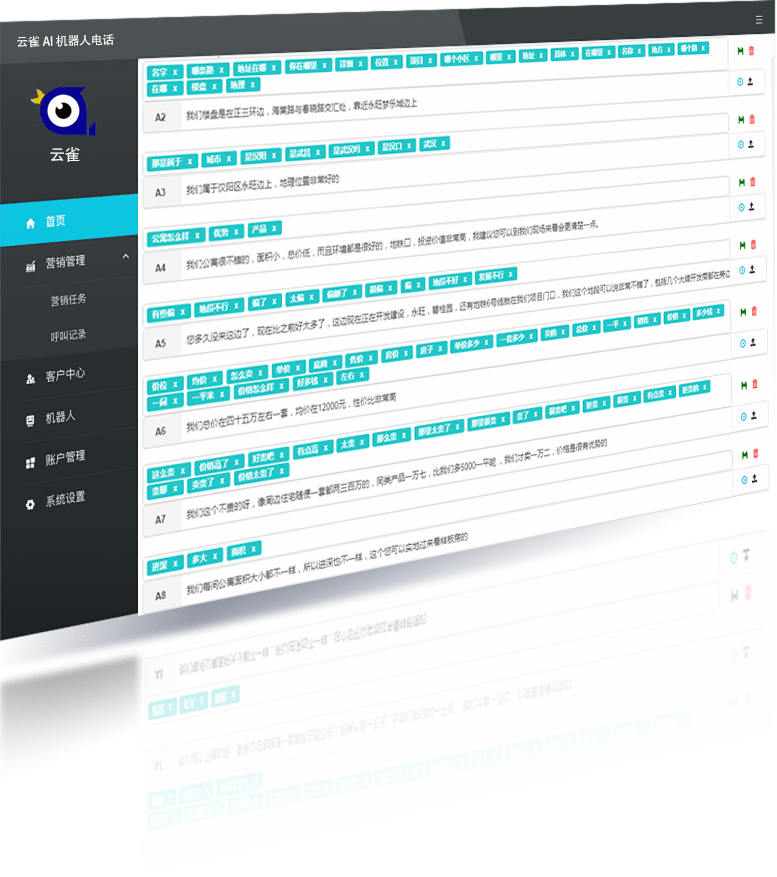 云雀 AI 机器人电话
云雀
首页
营销管理
营销任务
呼叫记录
客户中心
机器人
账户管理
系统设置
名字 x 哪条路 x 地址在哪 x 你在哪里 x 详细 x 位置 x 项目 x 哪个小区 x 哪里 x 地址 x 具体 x 在哪里 x 名称 x 地方 x 哪个路 x
在哪 x 楼盘 x 地理 x
A2 我们楼盘是在正三环边，海棠路与春晓路交汇处，靠近永旺梦乐城边上
那是属于 x 城市 x 是汉阳 x 是武昌 x 是武汉吗 x 是汉口 x 武汉 x
A3 我们属于汉阳区永旺边上，地理位置非常好的
公寓怎么样 x 优势 x 产品 x
A4 我们公寓很不错的，面积小，总价低，而且环境都是很好的，地铁口，投资价值非常高，我建议您可以到我们现场来看会更清楚一点。
有些偏 x 地段不行 x 偏了 x 太偏 x 偏僻了 x 很偏 x 偏 x 地段不好 x 发展不行 x
A5 您多久没来这边了，现在比之前好太多了，这边现在正在开发建设，永旺，碧桂园，还有地铁6号线就在我们项目门口，我们这个地段可以说非常不错了，包括几个大牌开发商都在旁边
价位 x 均价 x 怎么卖 x 单价 x 底商 x 售价 x 房价 x 房子 x 单价多少 x 一套多少 x 卖的 x 总价 x 一平 x 销售 x 价格 x 多少钱 x
一间 x 一平米 x 价格怎么样 x 好多钱 x 左右 x
A6 我们总价在四十五万左右一套，均价在12000元，性价比非常高
这么贵 x 价格高了 x 好贵吧 x 有点高 x 太贵 x 那么贵 x 那里太贵了 x 那里很贵 x 贵了 x 很贵吧 x 挺贵 x 很贵 x 有点贵 x 挺贵的 x
贵哪 x 卖贵了 x 价格太贵了 x
A7 我们这个不贵的呀，像周边住宅随便一套都两三百万的，同类产品一万七，比我们多5000一平呢，我们才卖一万二，价格是很有优势的
进深 x 多大 x 面积 x
A8 我们每间公寓面积大小都不一样，所以进深也不一样，这个您可以实地过来看样板房的